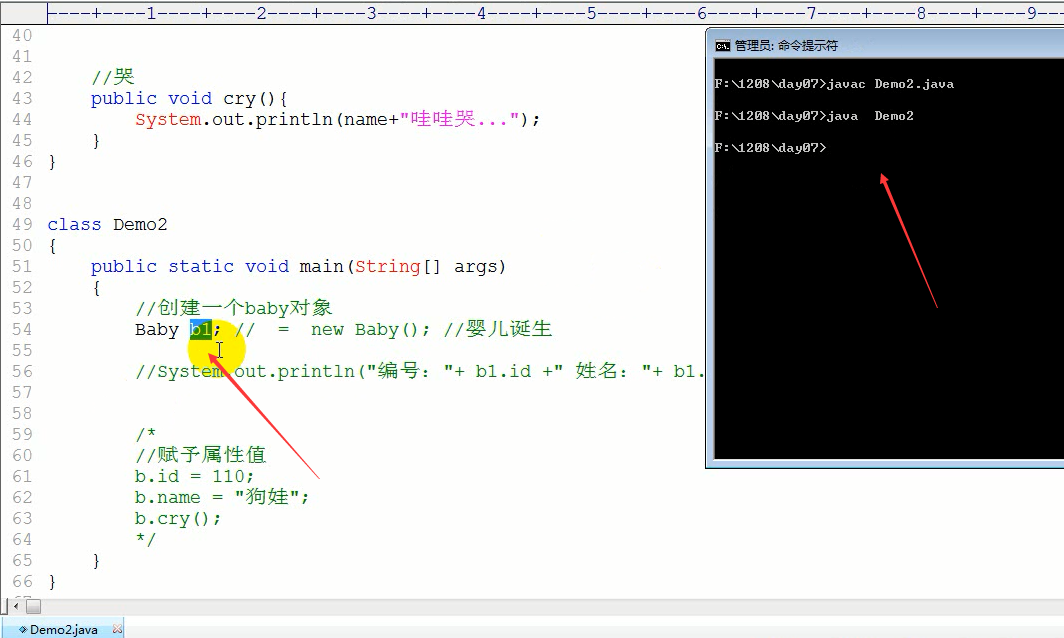 ----+----1----+----2----+----3----+----4----+----5----+----6----+----7----+----8----+----9---
40
41
42 //哭
43 public void cry(){
44 System.out.println(name+"哇哇哭...");
45 }
46 }
47
48
49 class Demo2
50 {
51 public static void main(String[] args)
52 {
53 //创建一个baby对象
54 Baby b1; // = new Baby(); //婴儿诞生
55
56 //System.out.println("编号："+ b1.id +" 姓名："+ b1.
57
58
59 /*
60 //赋予属性值
61 b.id = 110;
62 b.name = "狗娃";
63 b.cry();
64 */
65 }
66 }
Demo2.java
管理员: 命令提示符
F:\1208\day07>javac Demo2.java
F:\1208\day07>java Demo2
F:\1208\day07>